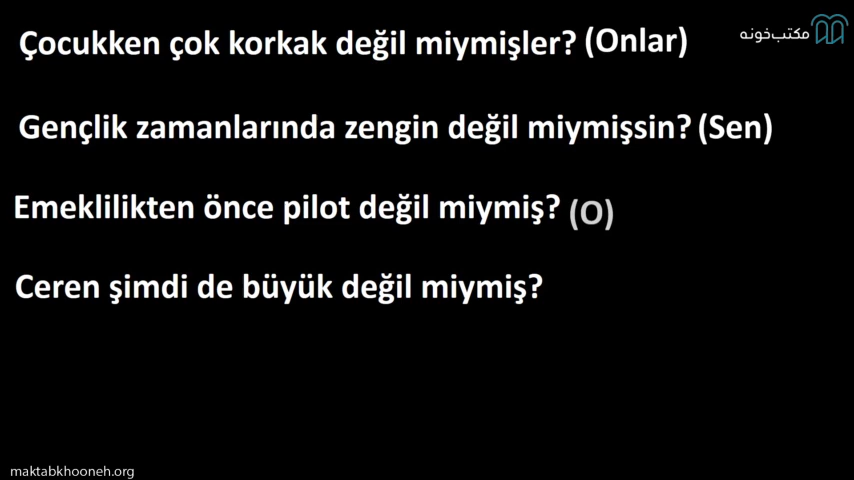 Çocukken çok korkak değil miymişler? (Onlar)
مکتب‌خونه
Gençlik zamanlarında zengin değil miymişsin? (Sen)
Emeklilikten önce pilot değil miymiş? (O)
Ceren şimdi de büyük değil miymiş?
maktabkhooneh.org